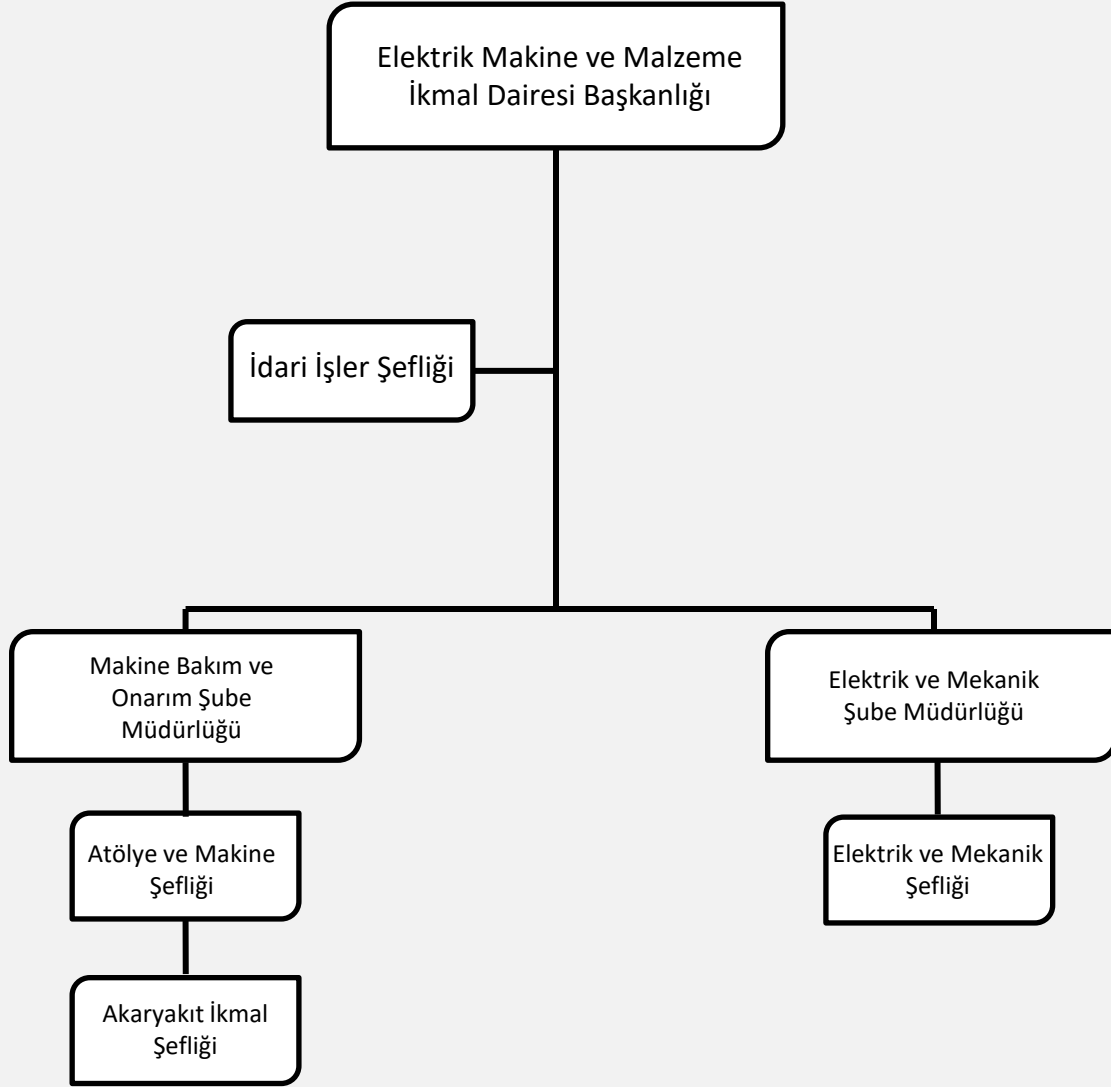 Elektrik Makine ve Malzeme
İkmal Dairesi Başkanlığı
İdari İşler Şefliği
Makine Bakım ve
Onarım Şube
Müdürlüğü
Elektrik ve Mekanik
Şube Müdürlüğü
Atölye ve Makine
Şefliği
Elektrik ve Mekanik
Şefliği
Akaryakıt İkmal
Şefliği